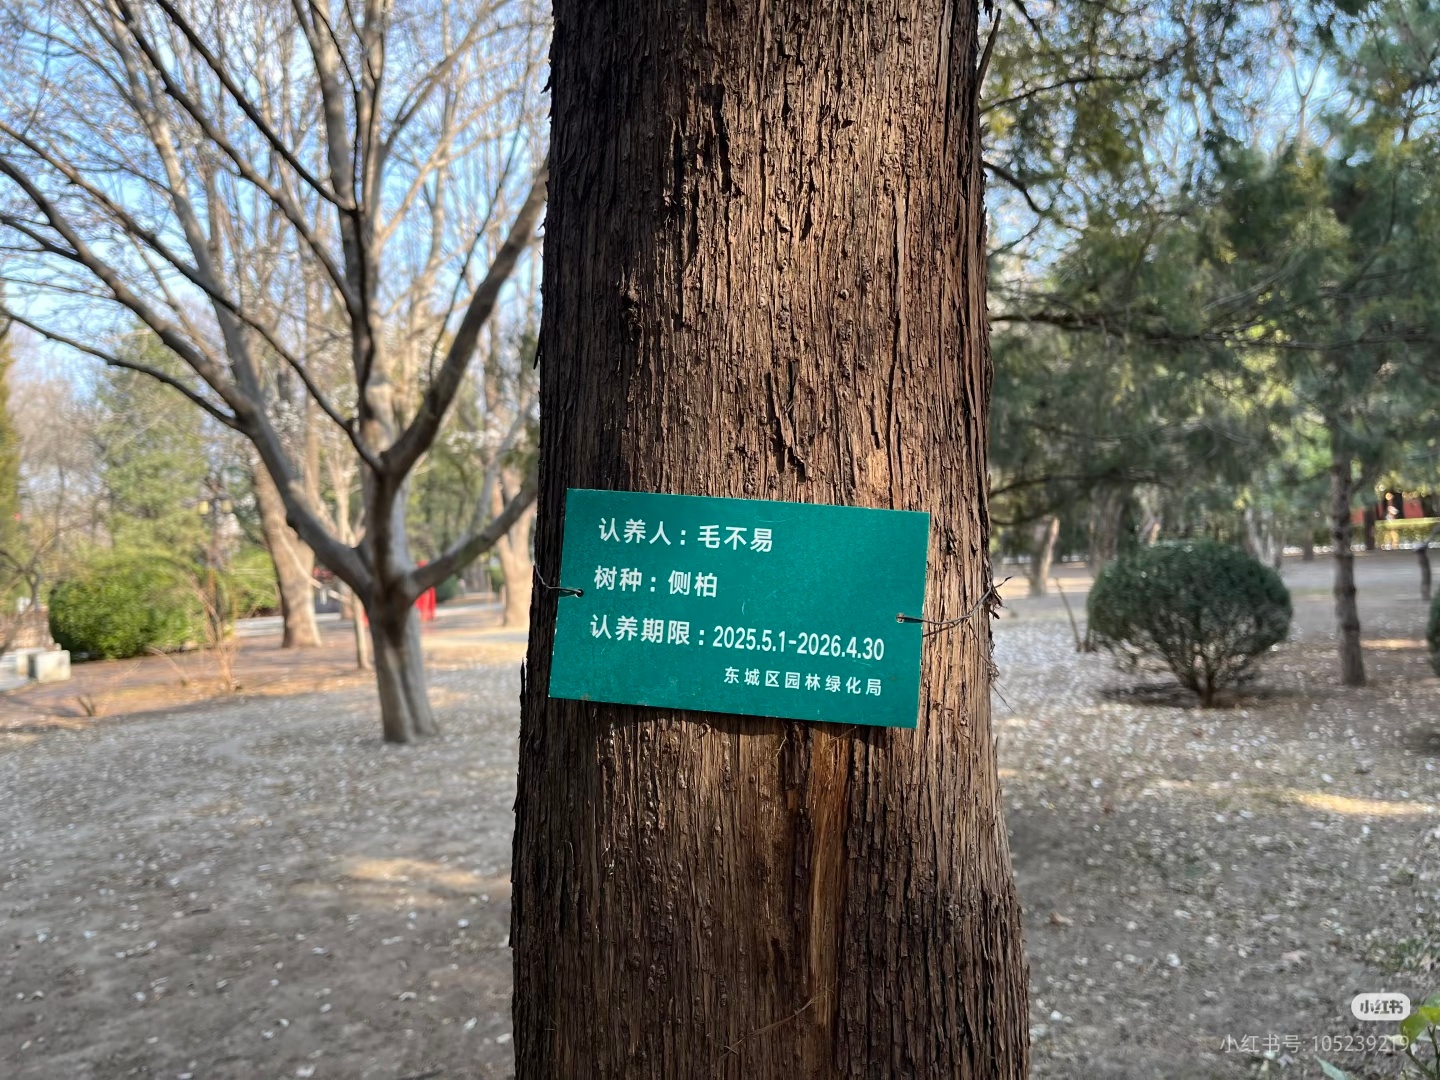 认养人：毛不易
树种：侧柏
认养期限：2025.5.1-2026.4.30
东城区园林绿化局
小红书
小红书号: 105239219